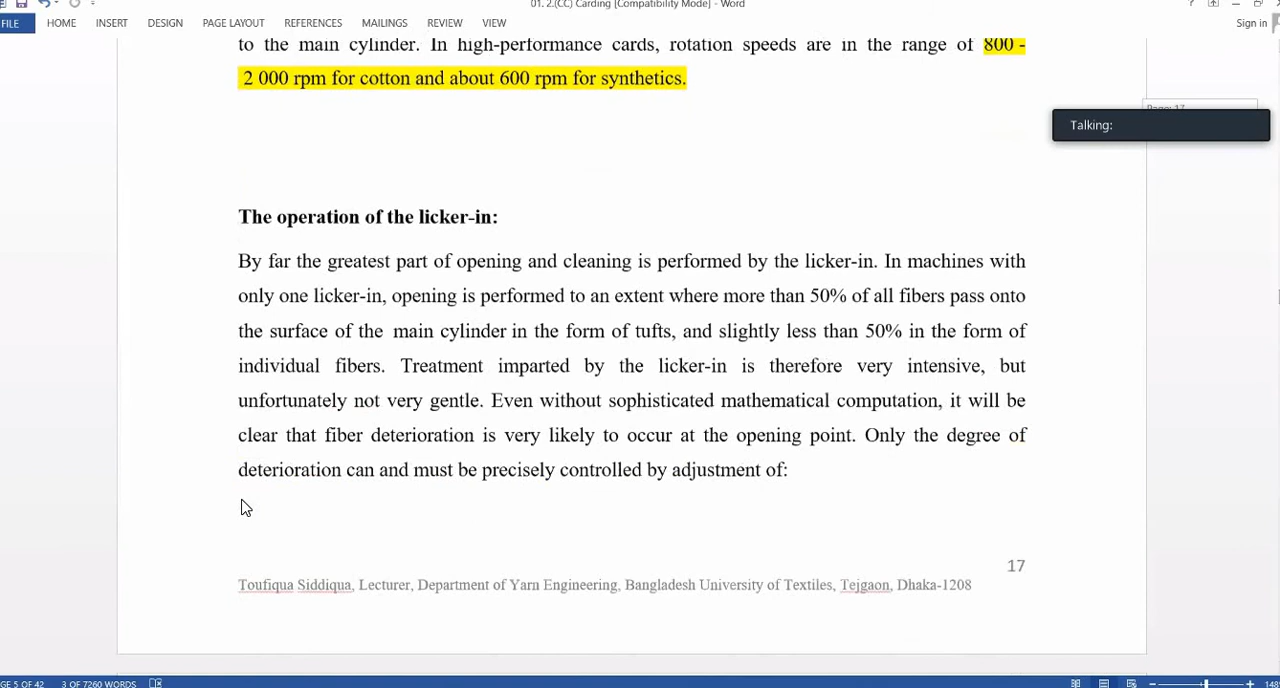 01. 2.(CC) Carding [Compatibility Mode] - Word
FILE HOME INSERT DESIGN PAGE LAYOUT REFERENCES MAILINGS REVIEW VIEW Sign in
to the main cylinder. In high-performance cards, rotation speeds are in the range of 800 -
2 000 rpm for cotton and about 600 rpm for synthetics.
Page: 17
Talking:
The operation of the licker-in:
By far the greatest part of opening and cleaning is performed by the licker-in. In machines with
only one licker-in, opening is performed to an extent where more than 50% of all fibers pass onto
the surface of the main cylinder in the form of tufts, and slightly less than 50% in the form of
individual fibers. Treatment imparted by the licker-in is therefore very intensive, but
unfortunately not very gentle. Even without sophisticated mathematical computation, it will be
clear that fiber deterioration is very likely to occur at the opening point. Only the degree of
deterioration can and must be precisely controlled by adjustment of:
17
Toufiqua Siddiqua, Lecturer, Department of Yarn Engineering, Bangladesh University of Textiles, Tejgaon, Dhaka-1208
GE 5 OF 42 3 OF 7260 WORDS